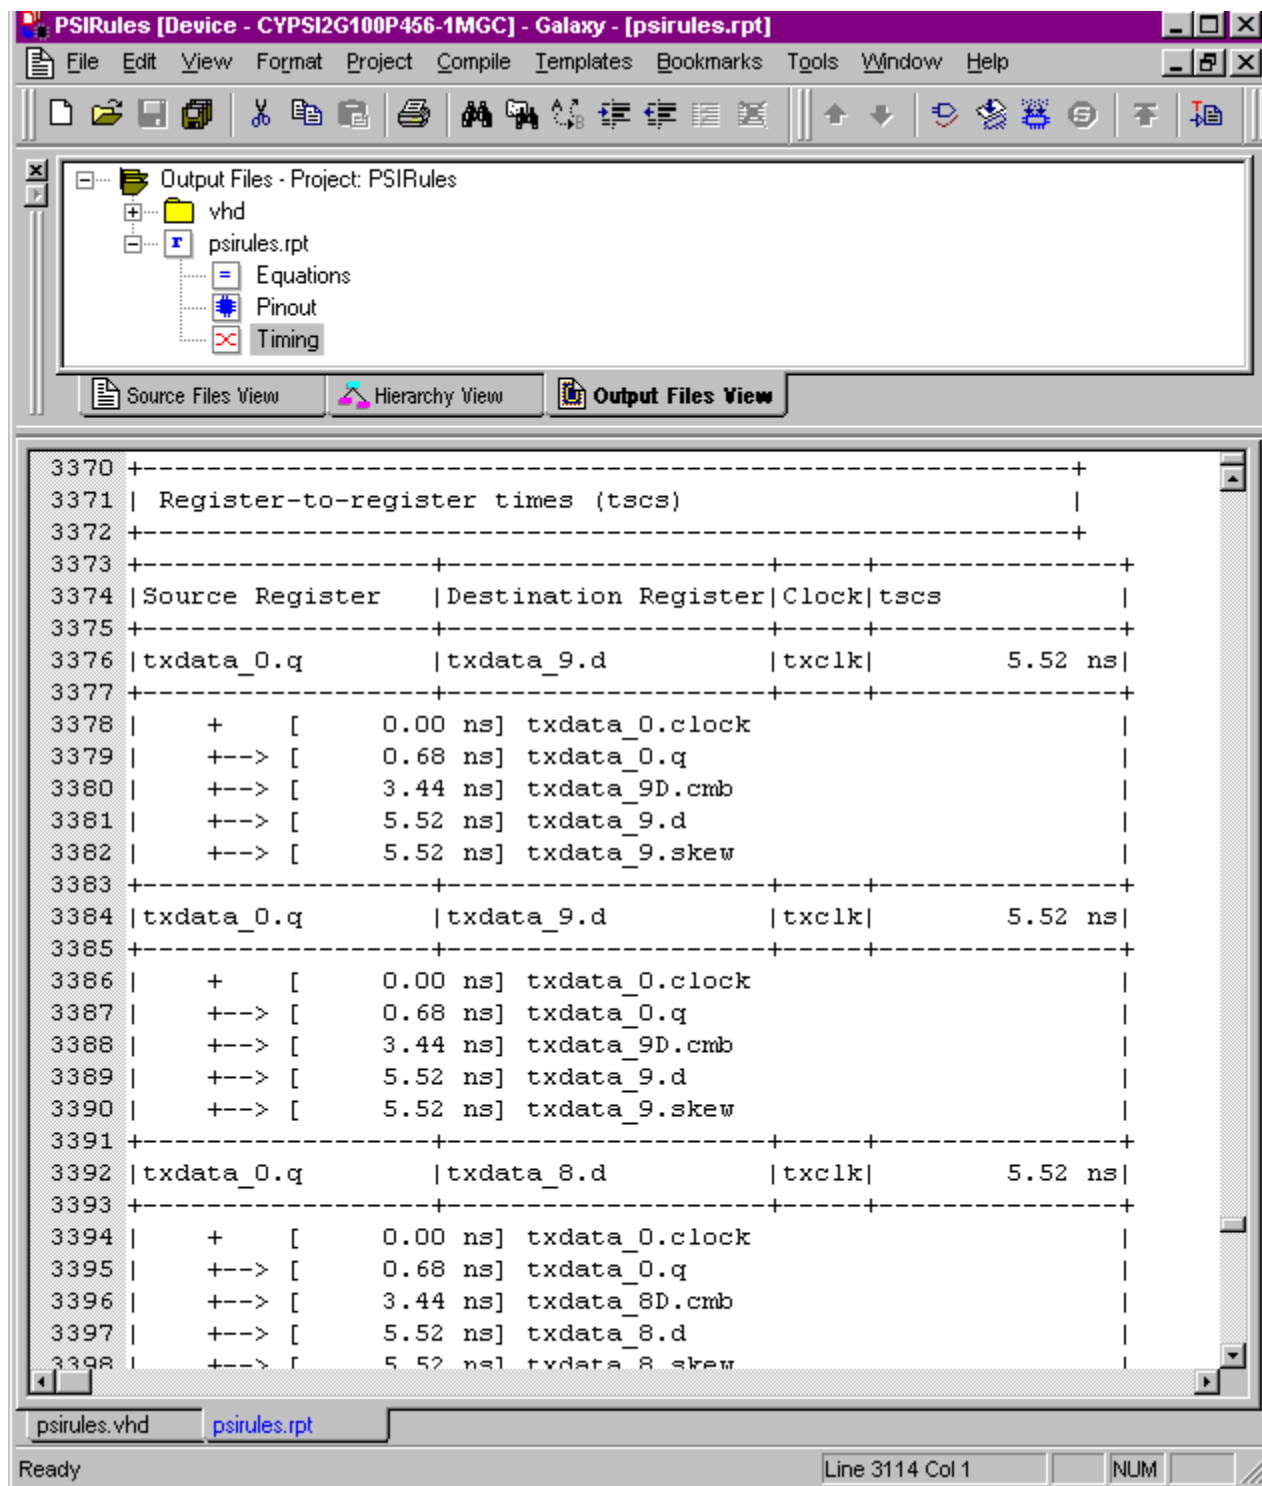 PSIRules [Device - CYPSI2G100P456-1MGC] - Galaxy - [psirules.rpt]
File Edit View Format Project Compile Templates Bookmarks Tools Window Help
Output Files - Project: PSIRules
vhd
psirules.rpt
Equations
Pinout
Timing
Source Files View Hierarchy View Output Files View
3370 +----------------------------------------------------------+
3371 | Register-to-register times (tscs) |
3372 +----------------------------------------------------------+
3373 +------------------+--------------------+-----+---------------+
3374 |Source Register |Destination Register|Clock|tscs |
3375 +------------------+--------------------+-----+---------------+
3376 |txdata_0.q |txdata_9.d |txclk| 5.52 ns|
3377 +------------------+--------------------+-----+---------------+
3378 | + [ 0.00 ns] txdata_0.clock |
3379 | +--> [ 0.68 ns] txdata_0.q |
3380 | +--> [ 3.44 ns] txdata_9D.cmb |
3381 | +--> [ 5.52 ns] txdata_9.d |
3382 | +--> [ 5.52 ns] txdata_9.skew |
3383 +------------------+--------------------+-----+---------------+
3384 |txdata_0.q |txdata_9.d |txclk| 5.52 ns|
3385 +------------------+--------------------+-----+---------------+
3386 | + [ 0.00 ns] txdata_0.clock |
3387 | +--> [ 0.68 ns] txdata_0.q |
3388 | +--> [ 3.44 ns] txdata_9D.cmb |
3389 | +--> [ 5.52 ns] txdata_9.d |
3390 | +--> [ 5.52 ns] txdata_9.skew |
3391 +------------------+--------------------+-----+---------------+
3392 |txdata_0.q |txdata_8.d |txclk| 5.52 ns|
3393 +------------------+--------------------+-----+---------------+
3394 | + [ 0.00 ns] txdata_0.clock |
3395 | +--> [ 0.68 ns] txdata_0.q |
3396 | +--> [ 3.44 ns] txdata_8D.cmb |
3397 | +--> [ 5.52 ns] txdata_8.d |
3398 | +--> [ 5.52 ns] txdata_8.skew |
psirules.vhd psirules.rpt
Ready Line 3114 Col 1 NUM